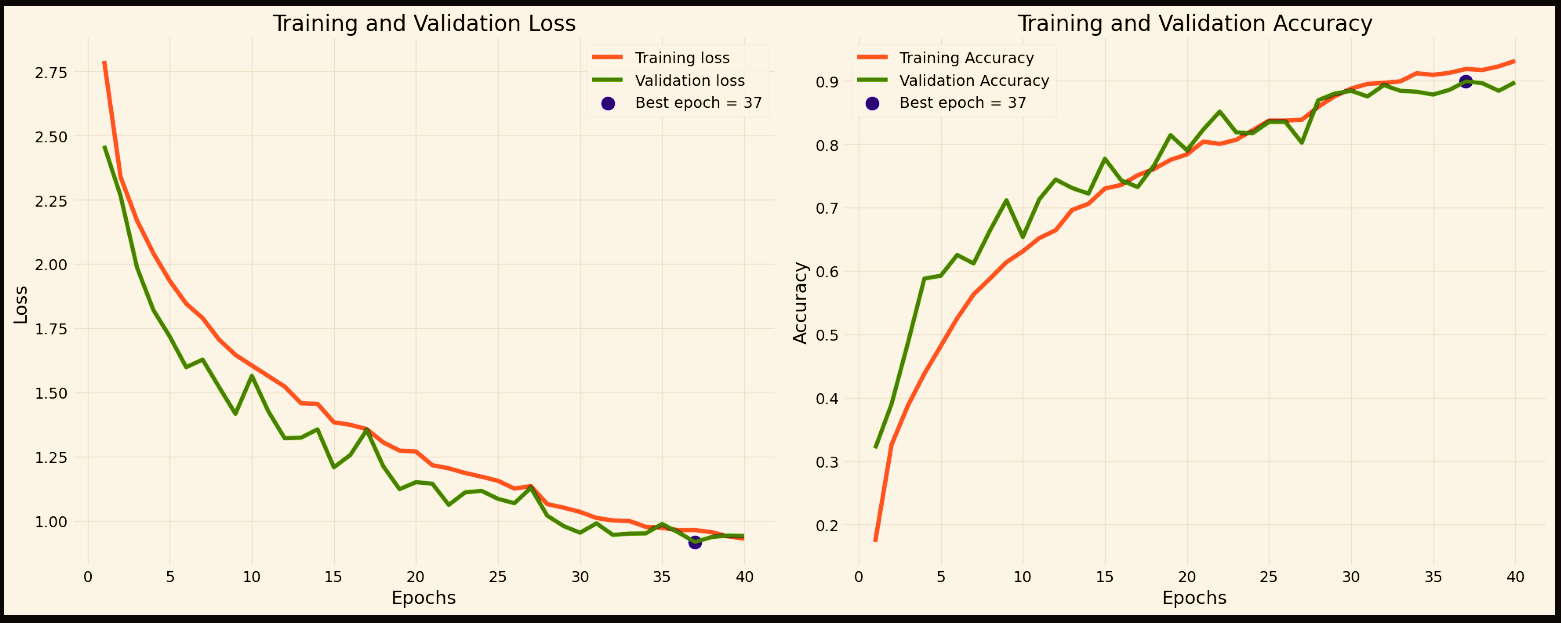 Training and Validation Loss
Training loss
Validation loss
Best epoch = 37
2.75
2.50
2.25
2.00
1.75
1.50
1.25
1.00
Loss
0 5 10 15 20 25 30 35 40
Epochs
Training and Validation Accuracy
Training Accuracy
Validation Accuracy
Best epoch = 37
0.9
0.8
0.7
0.6
0.5
0.4
0.3
0.2
Accuracy
0 5 10 15 20 25 30 35 40
Epochs